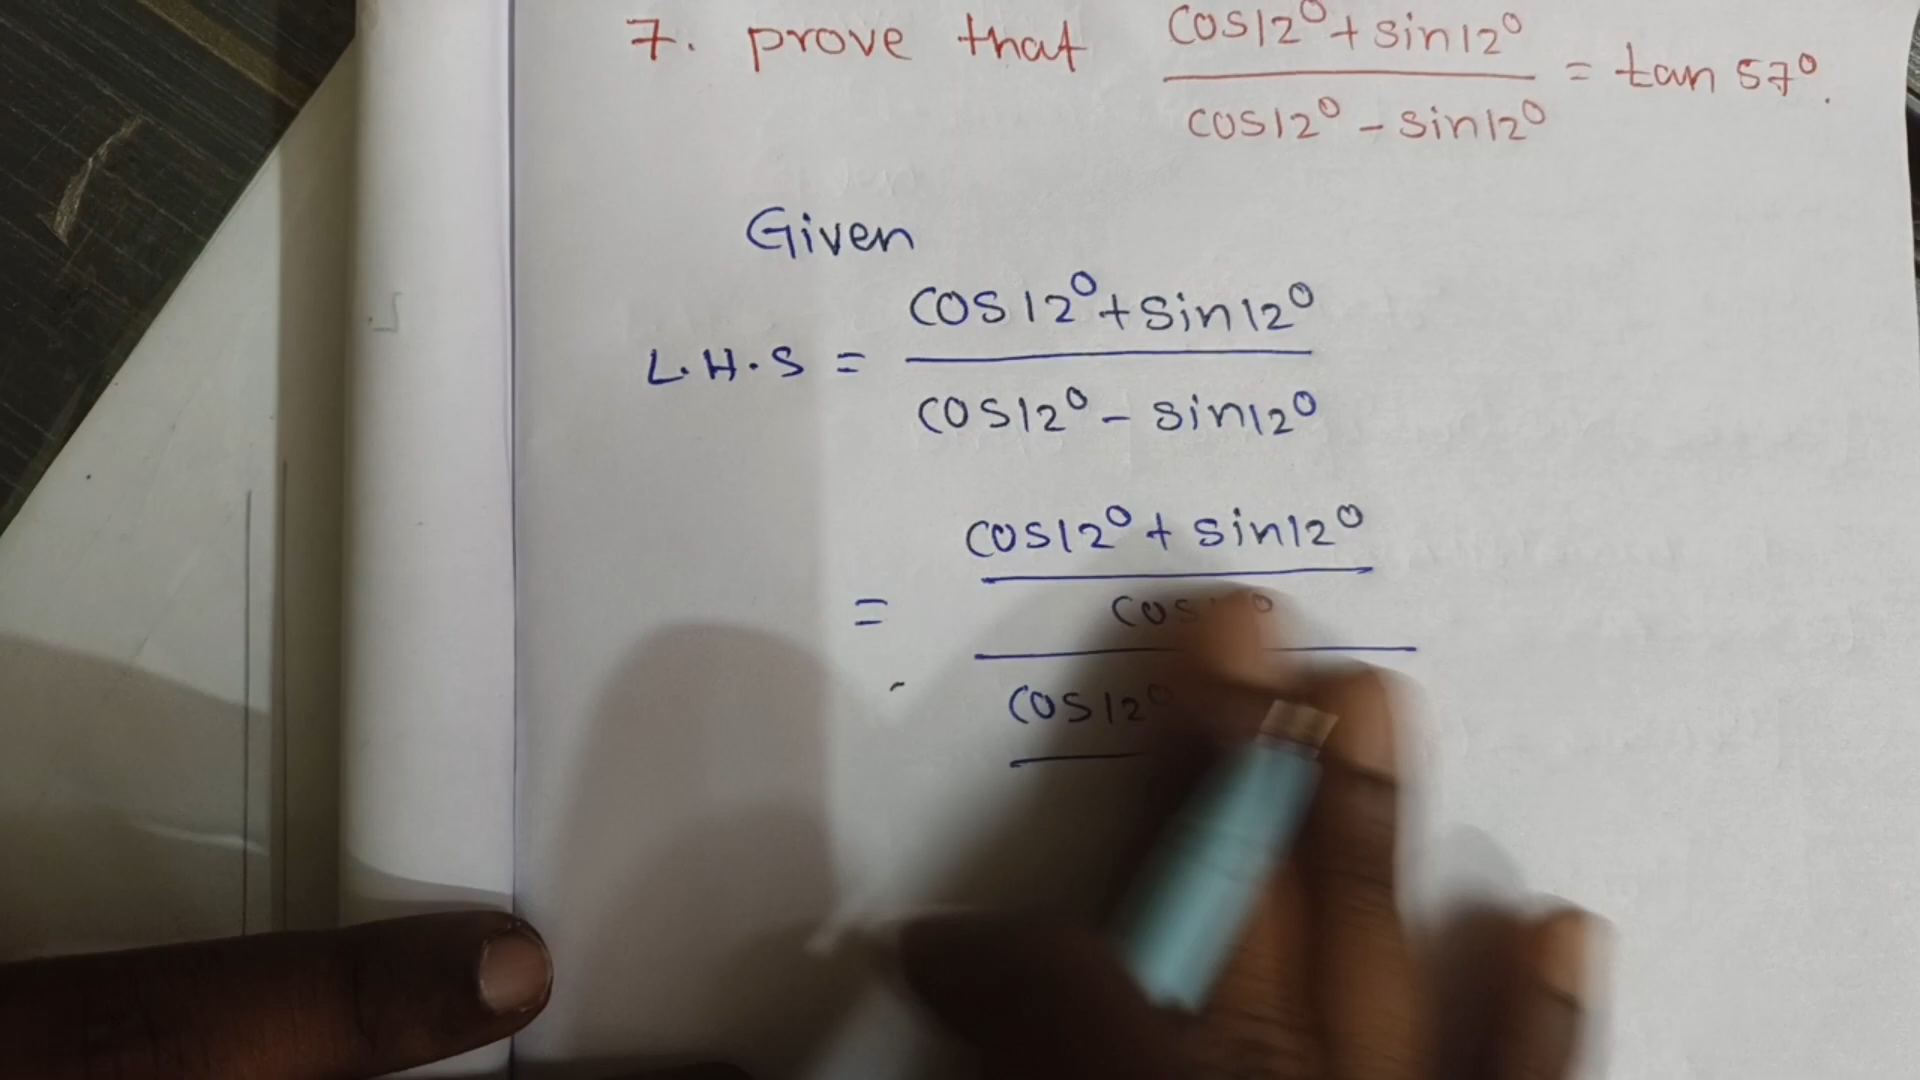 7. prove that cos12° + sin12° / cos12° - sin12° = tan 57°.
Given
L.H.S = cos12° + sin12° / cos12° - sin12°
= cos12° + sin12°
cos
cos12°